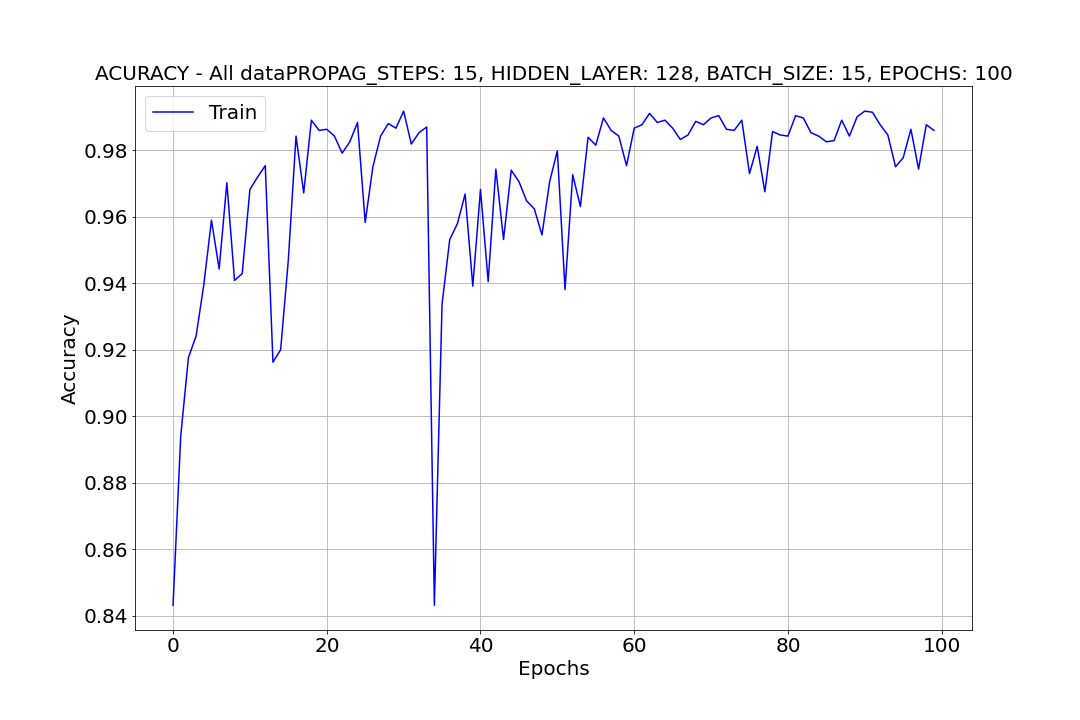 ACURACY - All dataPROPAG_STEPS: 15, HIDDEN_LAYER: 128, BATCH_SIZE: 15, EPOCHS: 100
Train
0.98
0.96
0.94
0.92
0.90
0.88
0.86
0.84
Accuracy
0 20 40 60 80 100
Epochs